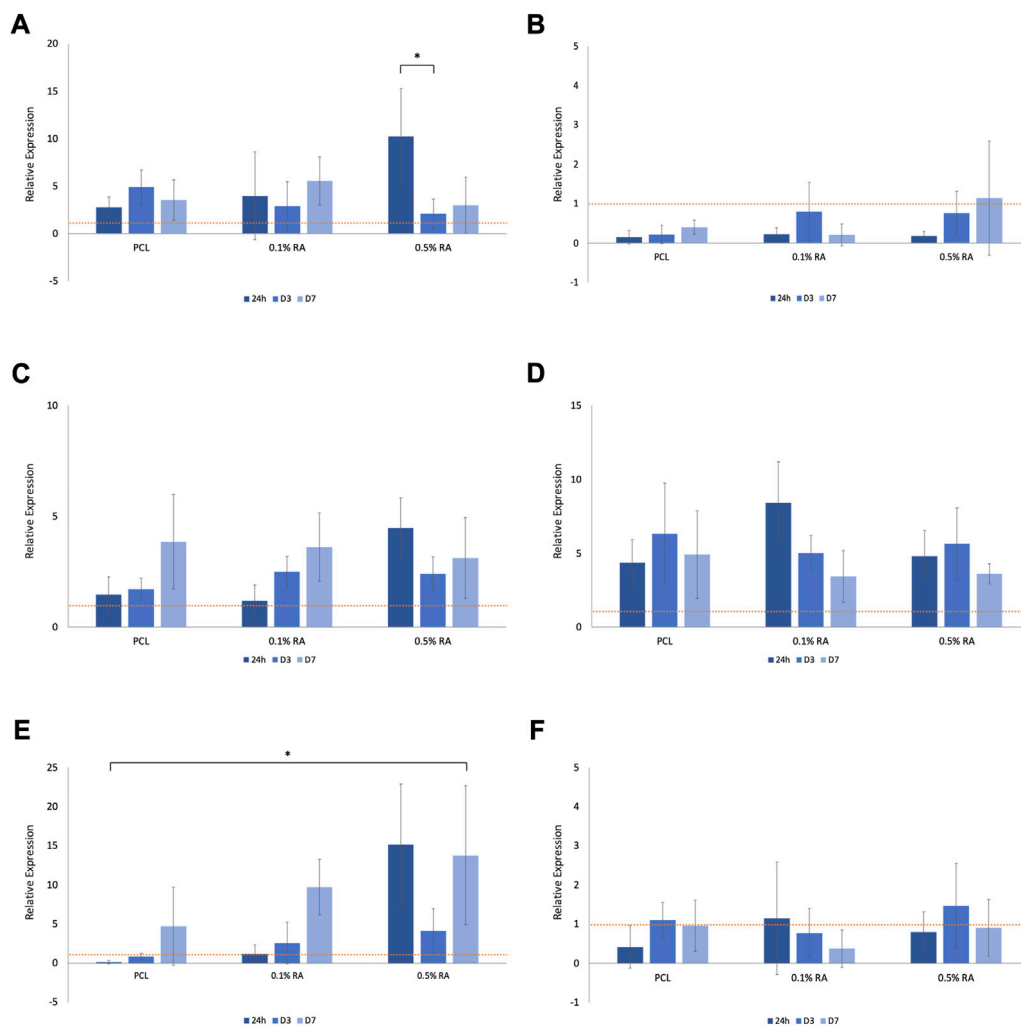 A
Relative Expression
20
15
10
5
0
-5
*
PCL 0.1% RA 0.5% RA
24h D3 D7
B
Relative Expression
5
4
3
2
1
0
-1
PCL 0.1% RA 0.5% RA
24h D3 D7
C
Relative Expression
10
5
0
PCL 0.1% RA 0.5% RA
24h D3 D7
D
Relative Expression
15
10
5
0
PCL 0.1% RA 0.5% RA
24h D3 D7
E
Relative Expression
25
20
15
10
5
0
-5
*
PCL 0.1% RA 0.5% RA
24h D3 D7
F
Relative Expression
5
4
3
2
1
0
-1
PCL 0.1% RA 0.5% RA
24h D3 D7